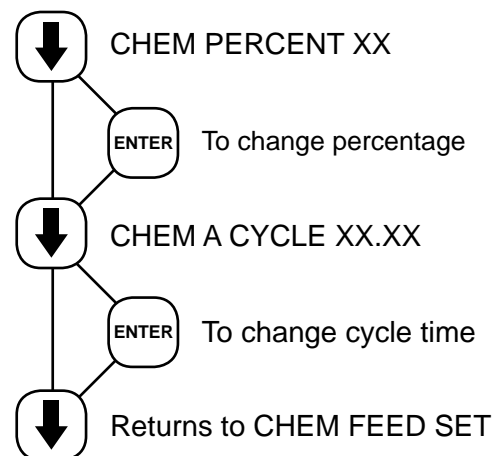 CHEM PERCENT XX
ENTER To change percentage
CHEM A CYCLE XX.XX
ENTER To change cycle time
Returns to CHEM FEED SET